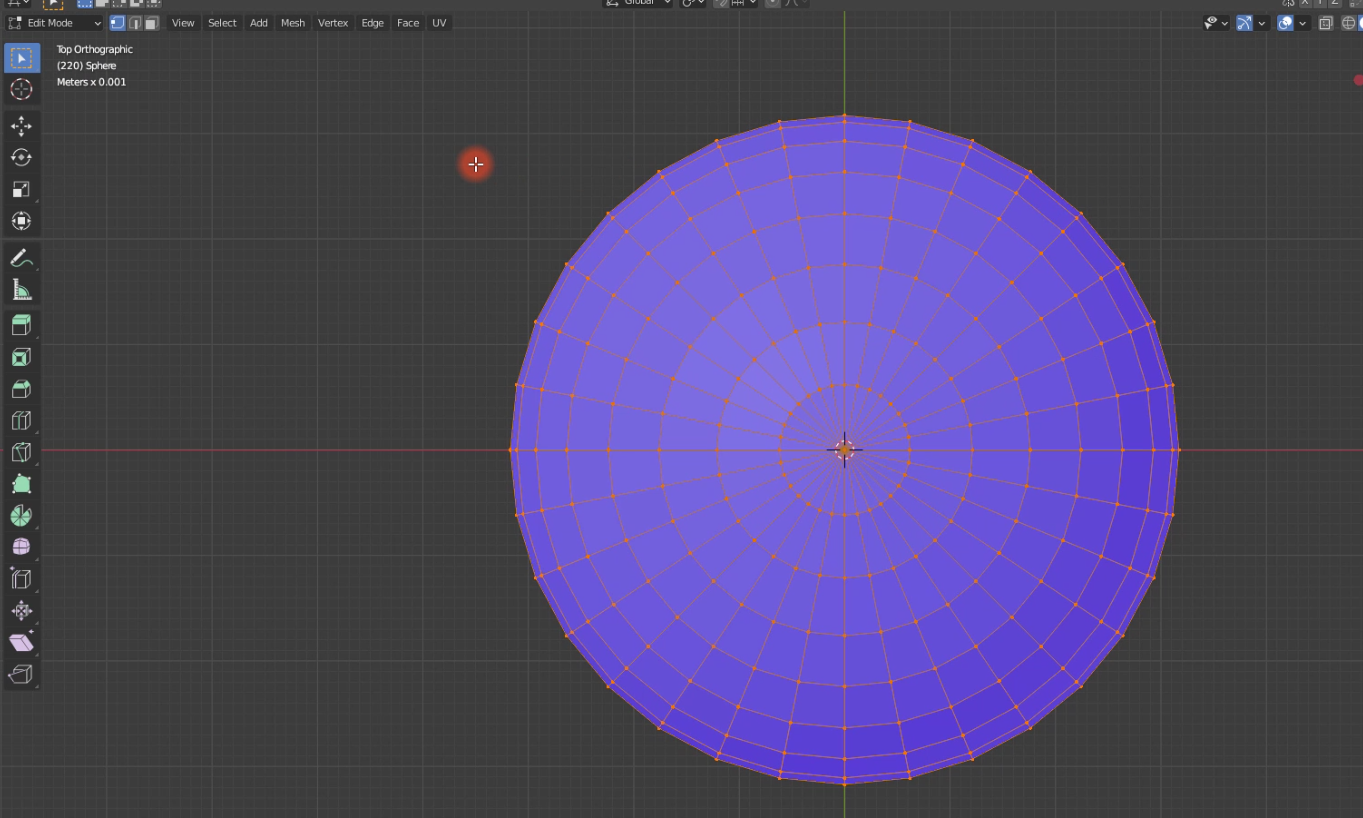 Global
Edit Mode View Select Add Mesh Vertex Edge Face UV
Top Orthographic
(220) Sphere
Meters x 0.001